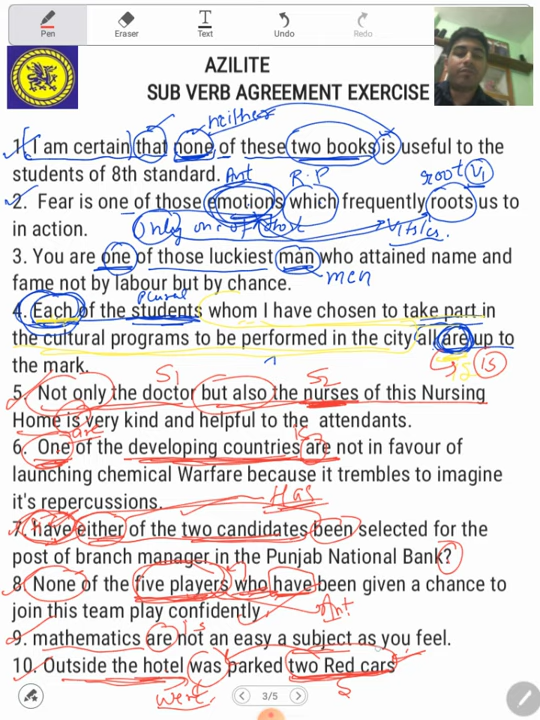 Pen Eraser Text Undo Redo
AZILITE
SUB VERB AGREEMENT EXERCISE
neither
1. I am certain that none of these two books is useful to the
students of 8th standard. Ant R.P root V1
2. Fear is one of those emotions which frequently roots us to
in action. Only one of those
3. You are one of those luckiest man who attained name and
fame not by labour but by chance. men
plural
4. Each of the students whom I have chosen to take part in
the cultural programs to be performed in the city all are up to
the mark. is
S1 S2
5. Not only the doctor but also the nurses of this Nursing
Home is very kind and helpful to the attendants.
are is
6. One of the developing countries are not in favour of
launching chemical Warfare because it trembles to imagine
it's repercussions. Has
7. have either of the two candidates been selected for the
post of branch manager in the Punjab National Bank?
8. None of the five players who have been given a chance to
join this team play confidently. Ant
is
9. mathematics are not an easy a subject as you feel.
10. Outside the hotel was parked two Red cars
were S
3/5